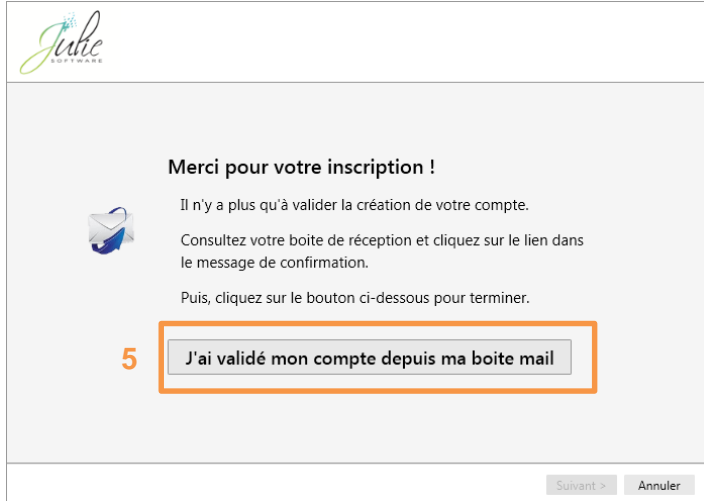 Julie
SOFTWARE
Merci pour votre inscription !
Il n'y a plus qu'à valider la création de votre compte.
Consultez votre boite de réception et cliquez sur le lien dans
le message de confirmation.
Puis, cliquez sur le bouton ci-dessous pour terminer.
5
J'ai validé mon compte depuis ma boite mail
Suivant >
Annuler